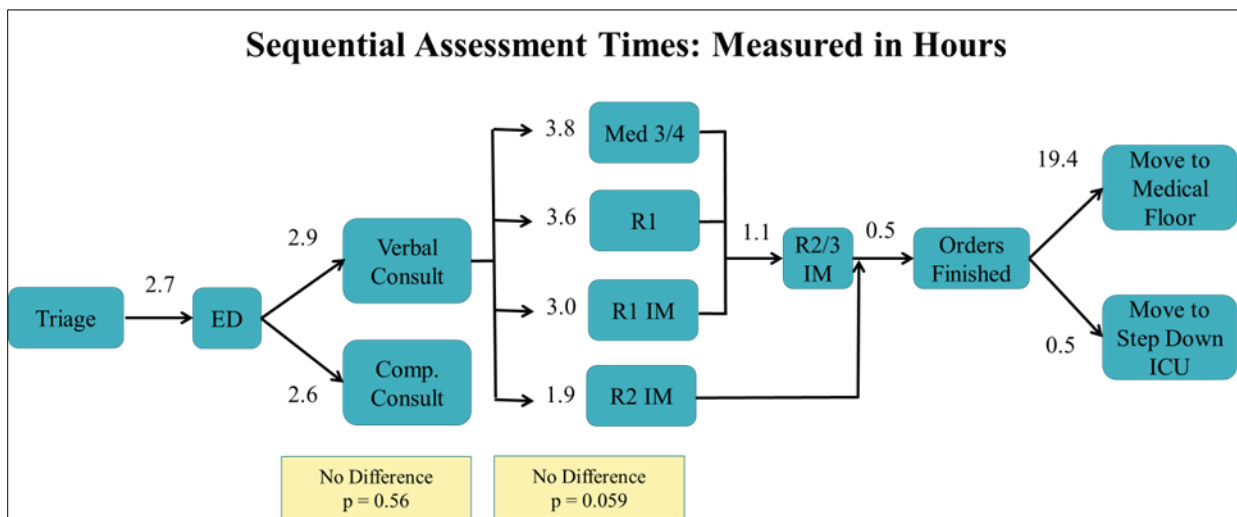 Sequential Assessment Times: Measured in Hours
Triage
2.7
ED
2.9
2.6
Verbal
Consult
Comp.
Consult
3.8
Med 3/4
3.6
R1
3.0
R1 IM
1.9
R2 IM
1.1
R2/3
IM
0.5
Orders
Finished
19.4
Move to
Medical
Floor
0.5
Move to
Step Down
ICU
No Difference
p = 0.56
No Difference
p = 0.059